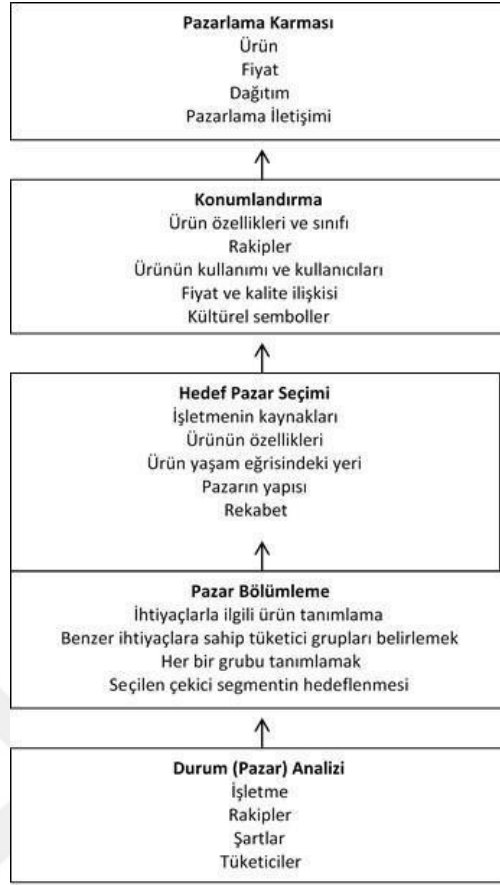 Pazarlama Karması
Ürün
Fiyat
Dağıtım
Pazarlama İletişimi
Konumlandırma
Ürün özellikleri ve sınıfı
Rakipler
Ürünün kullanımı ve kullanıcıları
Fiyat ve kalite ilişkisi
Kültürel semboller
Hedef Pazar Seçimi
İşletmenin kaynakları
Ürünün özellikleri
Ürün yaşam eğrisindeki yeri
Pazarın yapısı
Rekabet
Pazar Bölümleme
İhtiyaçlarla ilgili ürün tanımlama
Benzer ihtiyaçlara sahip tüketici grupları belirlemek
Her bir grubu tanımlamak
Seçilen çekici segmentin hedeflenmesi
Durum (Pazar) Analizi
İşletme
Rakipler
Şartlar
Tüketiciler